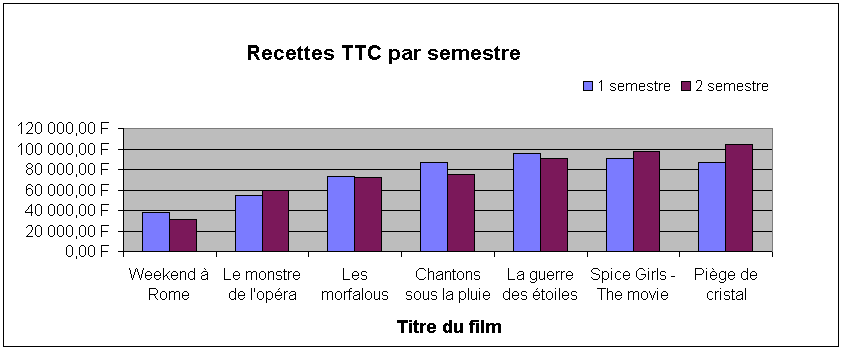 Recettes TTC par semestre
1 semestre 2 semestre
120 000,00 F
100 000,00 F
80 000,00 F
60 000,00 F
40 000,00 F
20 000,00 F
0,00 F
Weekend à
Rome
Le monstre
de l'opéra
Les
morfalous
Chantons
sous la pluie
La guerre
des étoiles
Spice Girls -
The movie
Piège de
cristal
Titre du film